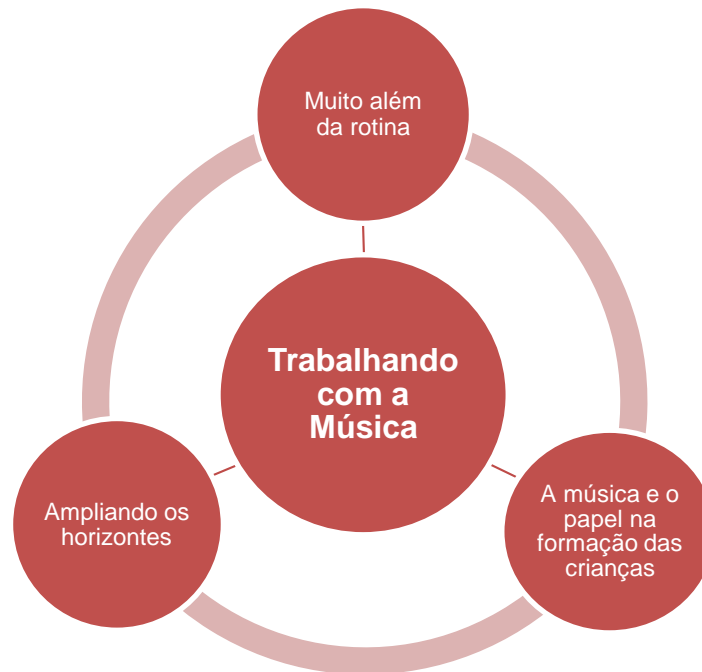 Muito além
da rotina
Trabalhando
com a
Música
Ampliando os
horizontes
A música e o
papel na
formação das
crianças